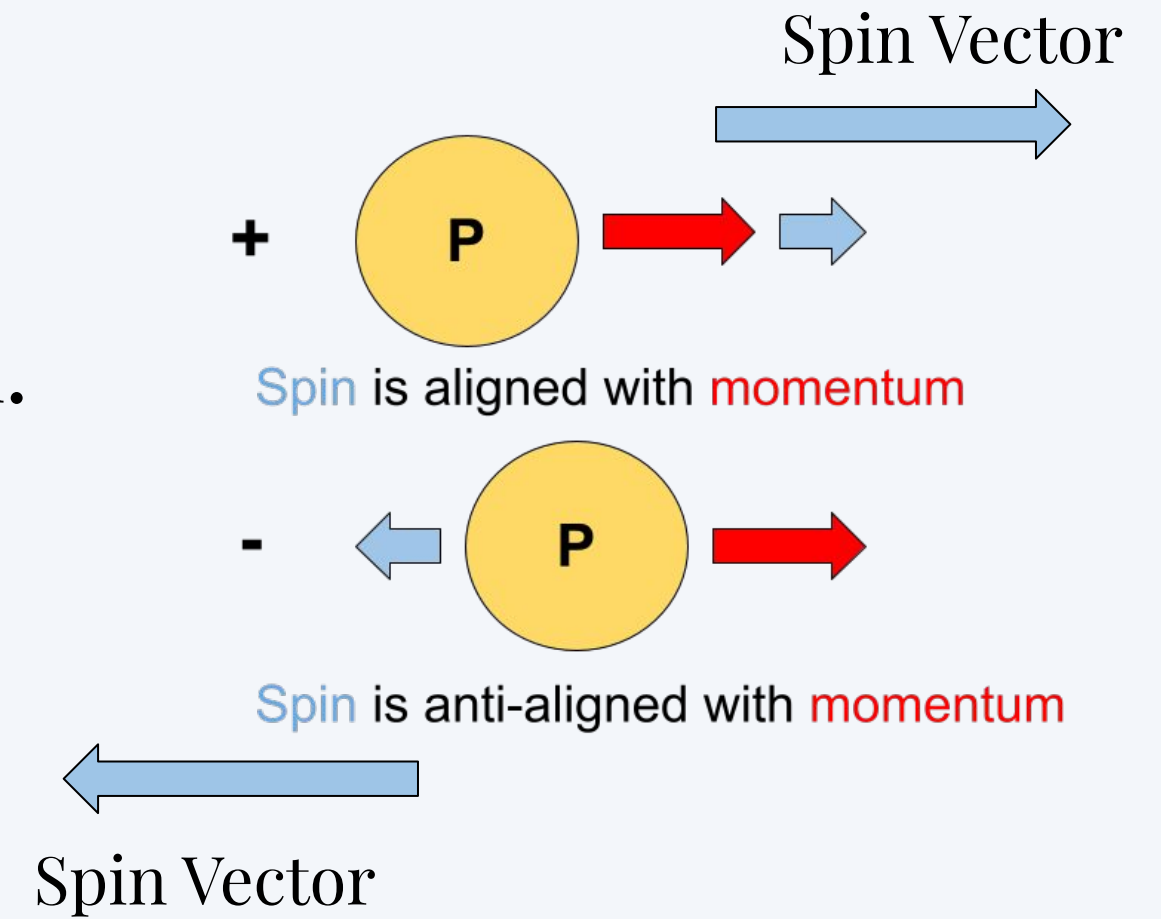 Spin Vector
+
P
Spin is aligned with momentum
-
P
Spin is anti-aligned with momentum
Spin Vector